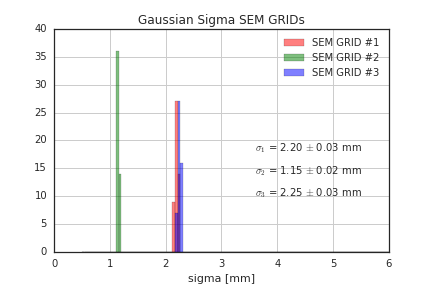 Gaussian Sigma SEM GRIDs
40
35
30
25
20
15
10
5
0
SEM GRID #1
SEM GRID #2
SEM GRID #3
σ₁ = 2.20 ± 0.03 mm
σ₂ = 1.15 ± 0.02 mm
σ₃ = 2.25 ± 0.03 mm
0 1 2 3 4 5 6
sigma [mm]